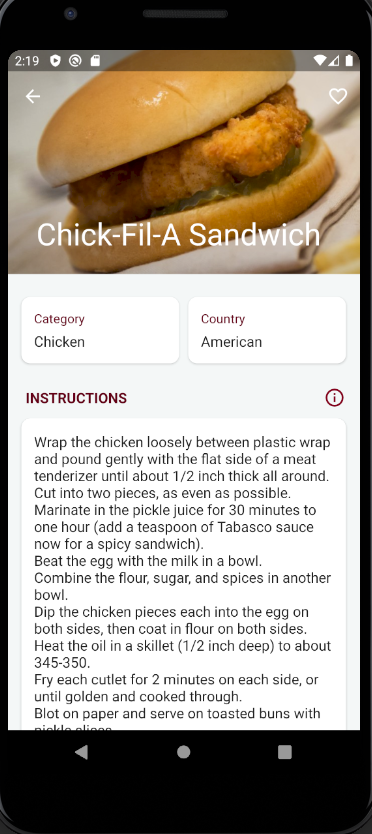 2:19
Chick-Fil-A Sandwich
Category
Chicken
Country
American
INSTRUCTIONS
Wrap the chicken loosely between plastic wrap
and pound gently with the flat side of a meat
tenderizer until about 1/2 inch thick all around.
Cut into two pieces, as even as possible.
Marinate in the pickle juice for 30 minutes to
one hour (add a teaspoon of Tabasco sauce
now for a spicy sandwich).
Beat the egg with the milk in a bowl.
Combine the flour, sugar, and spices in another
bowl.
Dip the chicken pieces each into the egg on
both sides, then coat in flour on both sides.
Heat the oil in a skillet (1/2 inch deep) to about
345-350.
Fry each cutlet for 2 minutes on each side, or
until golden and cooked through.
Blot on paper and serve on toasted buns with
pickle slices.